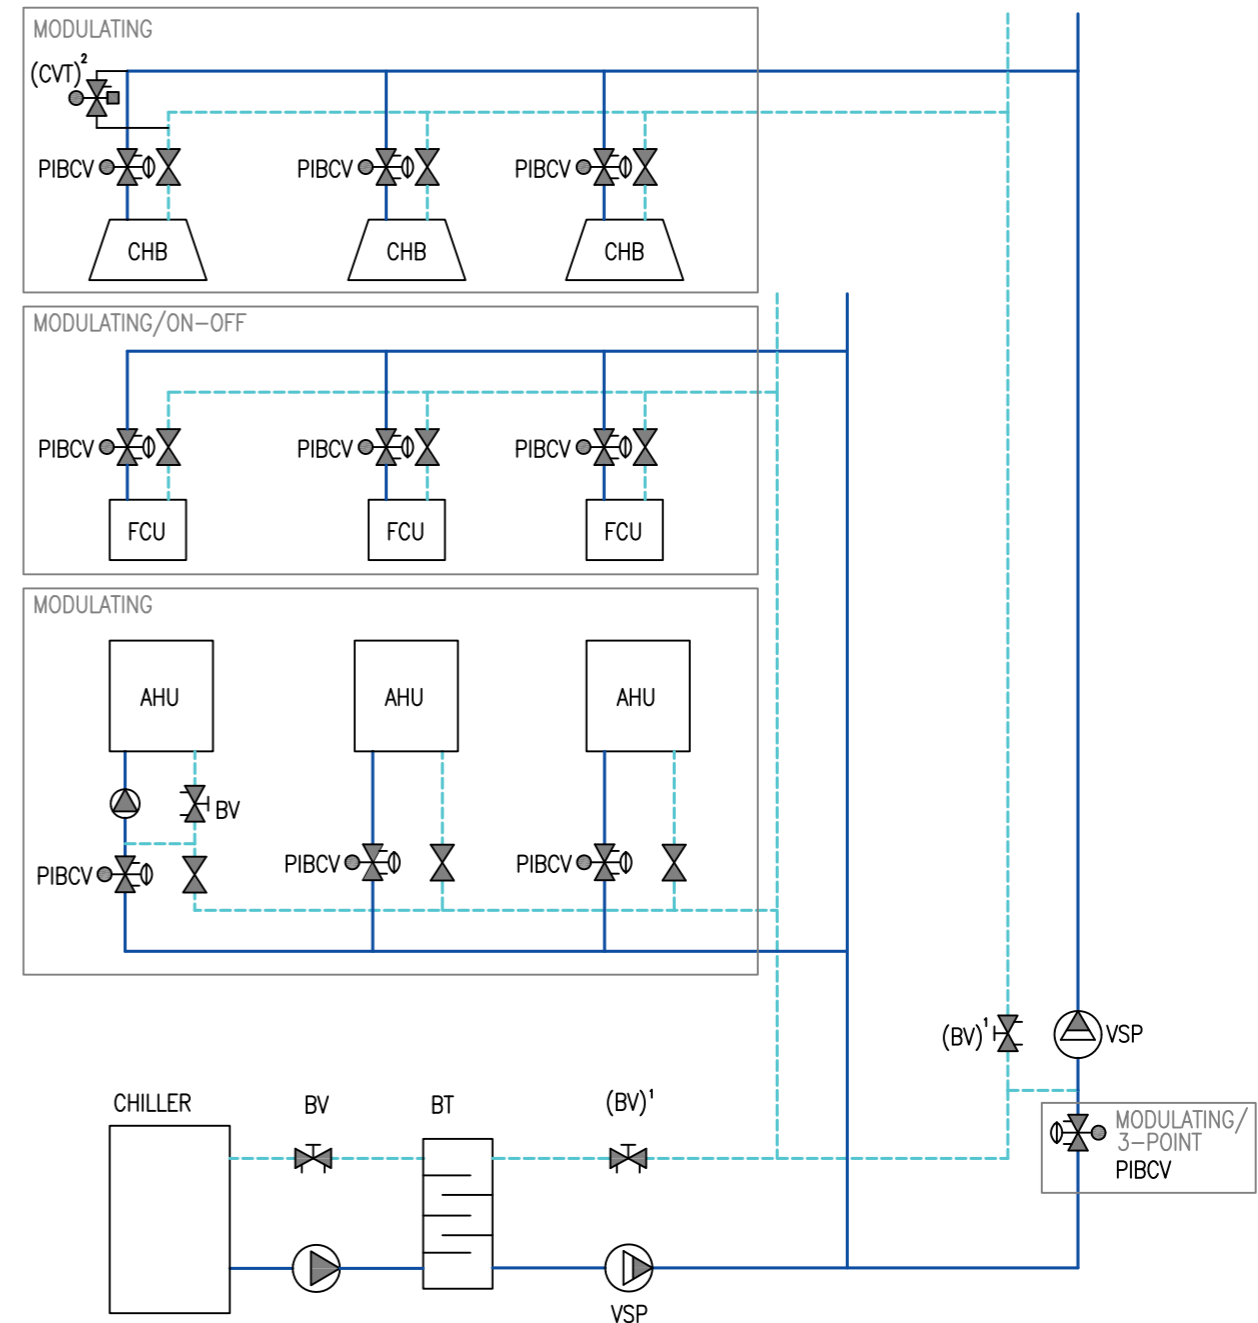 MODULATING
(CVT)²
PIBCV
PIBCV
PIBCV
CHB
CHB
CHB
MODULATING/ON-OFF
PIBCV
PIBCV
PIBCV
FCU
FCU
FCU
MODULATING
AHU
AHU
AHU
BV
PIBCV
PIBCV
PIBCV
(BV)¹
VSP
CHILLER
BV
BT
(BV)¹
MODULATING/
3-POINT
PIBCV
VSP